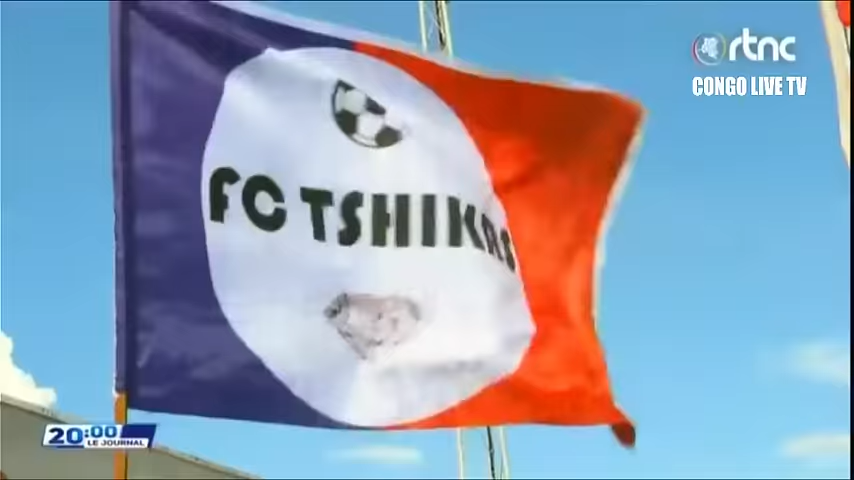 rtnc
CONGO LIVE TV
FC TSHIKAS
20:00
LE JOURNAL